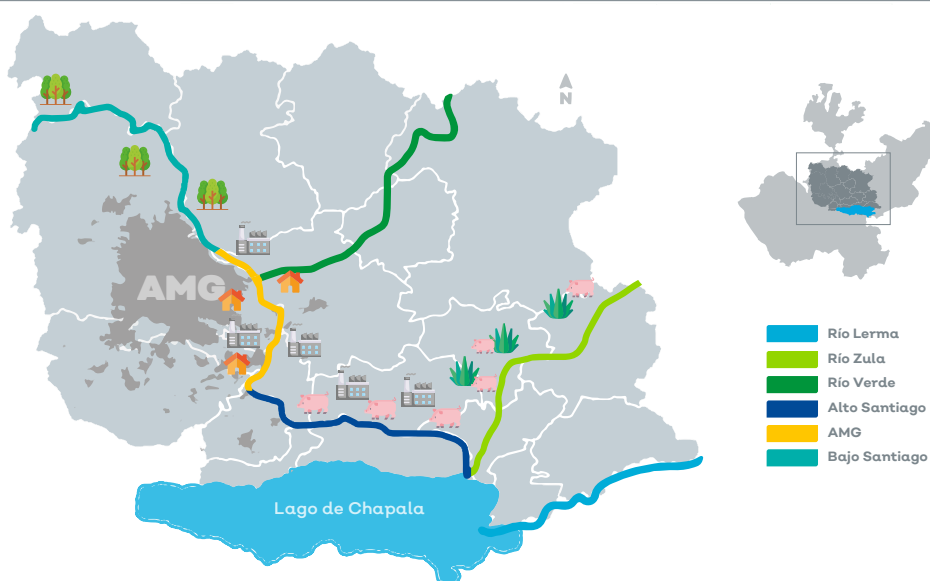 N
AMG
Lago de Chapala
Río Lerma
Río Zula
Río Verde
Alto Santiago
AMG
Bajo Santiago